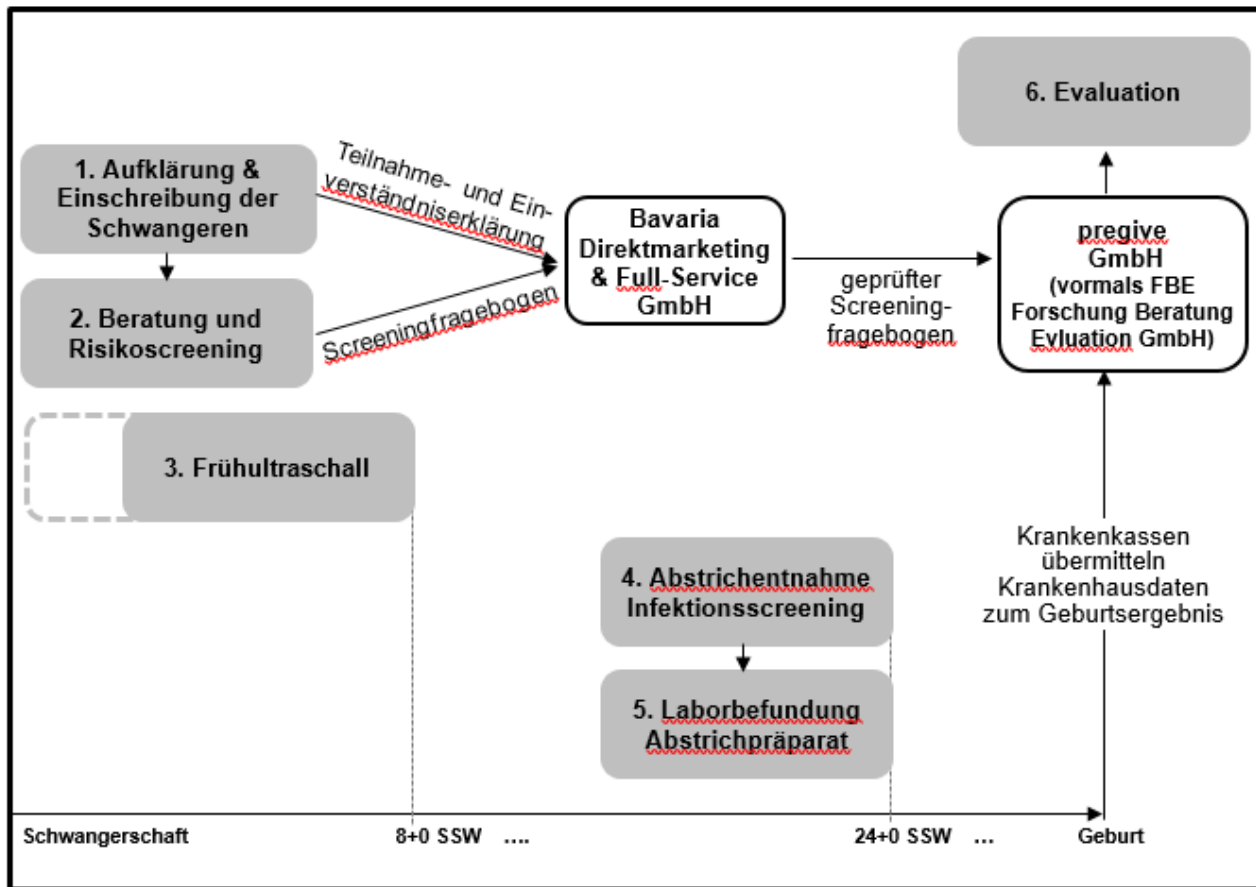 6. Evaluation
1. Aufklärung &
Einschreibung der
Schwangeren
Teilnahme- und Ein-
verständniserklärung
Bavaria
Direktmarketing
& Full-Service
GmbH
pregive
GmbH
(vormals FBE
Forschung Beratung
Evluation GmbH)
geprüfter
Screening-
fragebogen
2. Beratung und
Risikoscreening
Screeningfragebogen
3. Frühultraschall
4. Abstrichentnahme
Infektionsscreening
Krankenkassen
übermitteln
Krankenhausdaten
zum Geburtsergebnis
5. Laborbefundung
Abstrichpräparat
Schwangerschaft 8+0 SSW .... 24+0 SSW ... Geburt